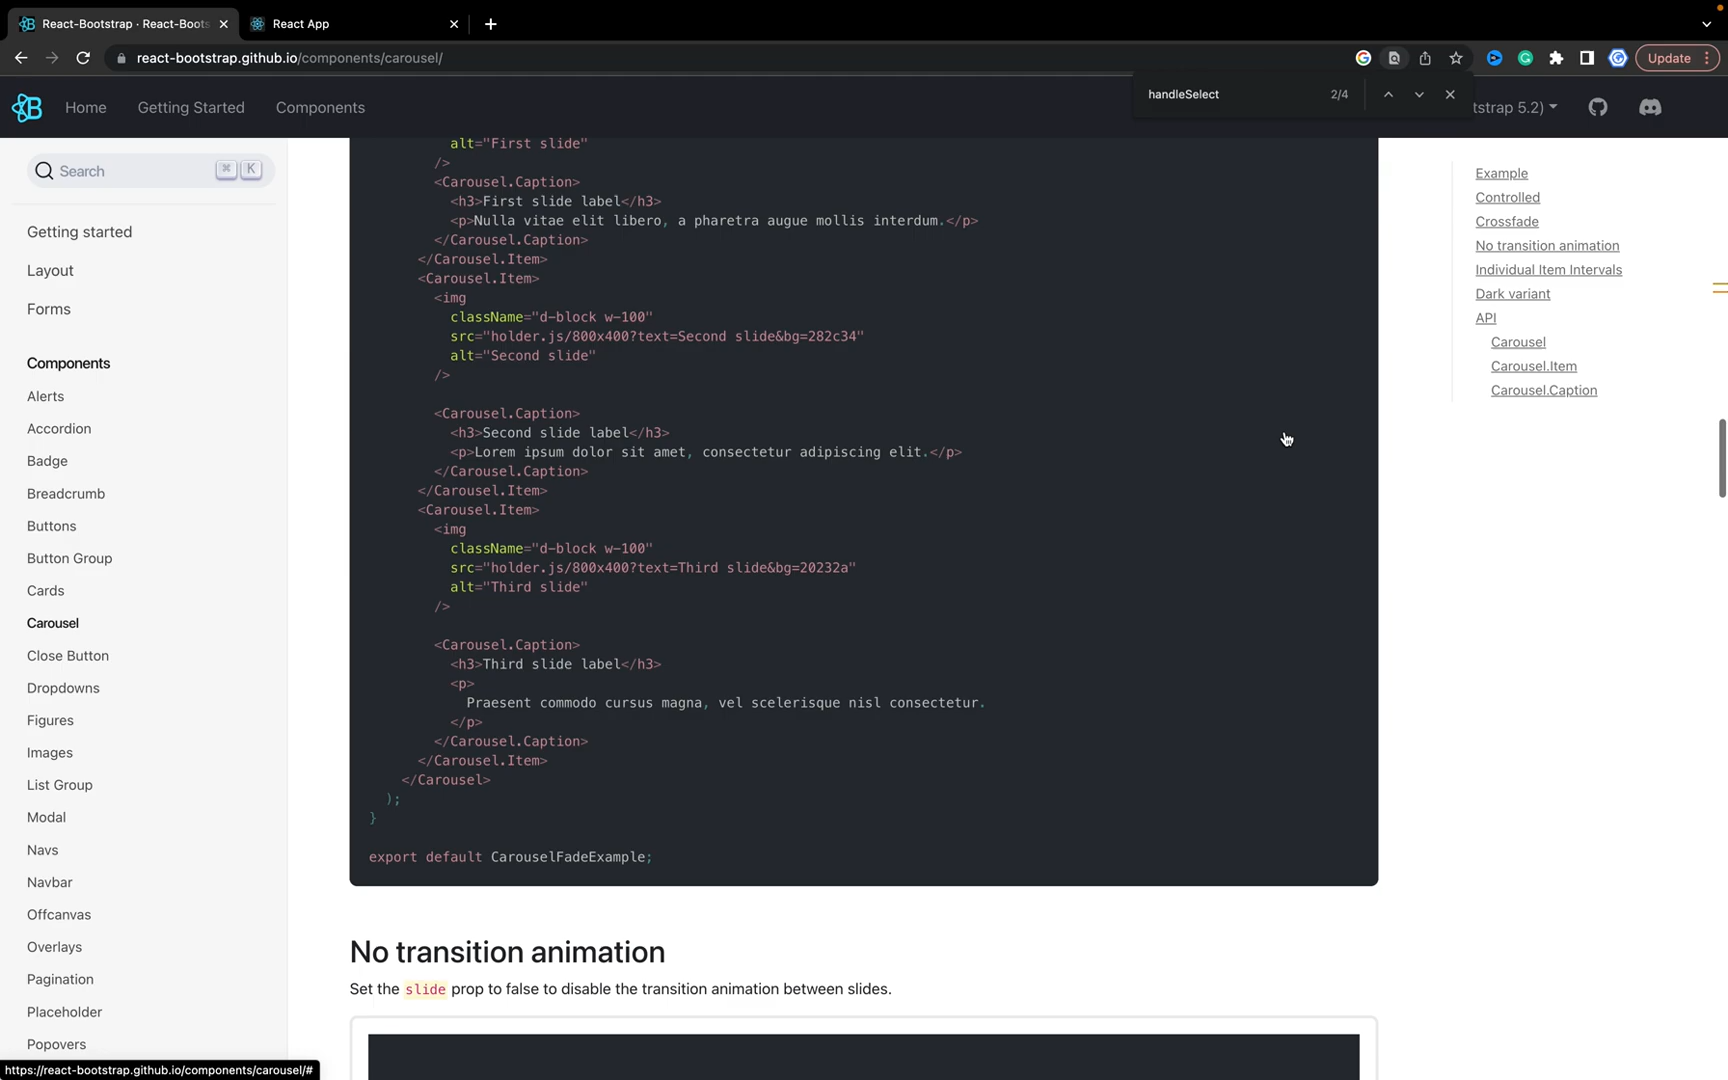 React-Bootstrap · React-Boots
React App
react-bootstrap.github.io/components/carousel/
Update
handleSelect 2/4
Home Getting Started Components
tstrap 5.2)
Search ⌘ K
Getting started
Layout
Forms
Components
Alerts
Accordion
Badge
Breadcrumb
Buttons
Button Group
Cards
Carousel
Close Button
Dropdowns
Figures
Images
List Group
Modal
Navs
Navbar
Offcanvas
Overlays
Pagination
Placeholder
Popovers
alt="First slide"
/>
<Carousel.Caption>
<h3>First slide label</h3>
<p>Nulla vitae elit libero, a pharetra augue mollis interdum.</p>
</Carousel.Caption>
</Carousel.Item>
<Carousel.Item>
<img
className="d-block w-100"
src="holder.js/800x400?text=Second slide&bg=282c34"
alt="Second slide"
/>
<Carousel.Caption>
<h3>Second slide label</h3>
<p>Lorem ipsum dolor sit amet, consectetur adipiscing elit.</p>
</Carousel.Caption>
</Carousel.Item>
<Carousel.Item>
<img
className="d-block w-100"
src="holder.js/800x400?text=Third slide&bg=20232a"
alt="Third slide"
/>
<Carousel.Caption>
<h3>Third slide label</h3>
<p>
Praesent commodo cursus magna, vel scelerisque nisl consectetur.
</p>
</Carousel.Caption>
</Carousel.Item>
</Carousel>
);
}
export default CarouselFadeExample;
No transition animation
Set the slide prop to false to disable the transition animation between slides.
Example
Controlled
Crossfade
No transition animation
Individual Item Intervals
Dark variant
API
Carousel
Carousel.Item
Carousel.Caption
https://react-bootstrap.github.io/components/carousel/#